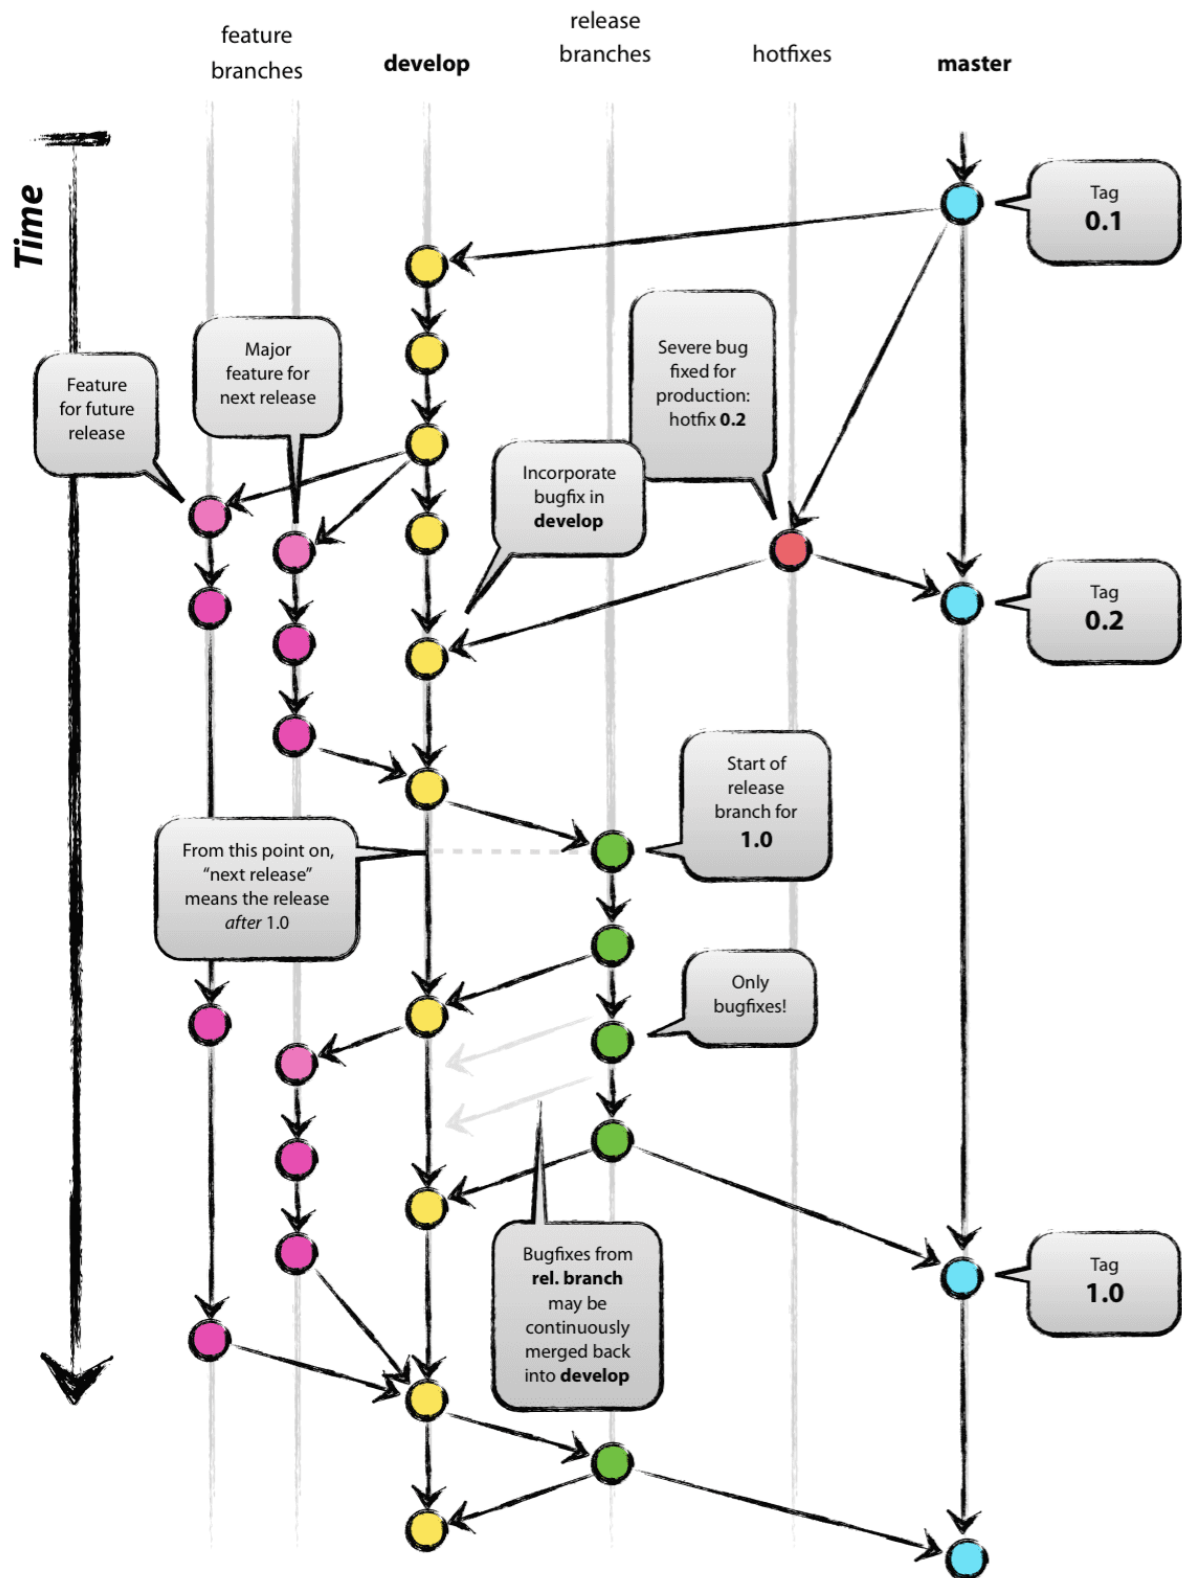 feature
branches
develop
release
branches
hotfixes
master
Time
Tag
0.1
Feature
for future
release
Major
feature for
next release
Severe bug
fixed for
production:
hotfix 0.2
Incorporate
bugfix in
develop
Tag
0.2
Start of
release
branch for
1.0
From this point on,
“next release”
means the release
after 1.0
Only
bugfixes!
Bugfixes from
rel. branch
may be
continuously
merged back
into develop
Tag
1.0